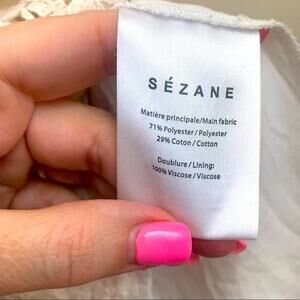 SÉZANE
Matière principale/Main fabric
71% Polyester / Polyester
29% Coton / Cotton
Doublure / Lining:
100% Viscose / Viscose